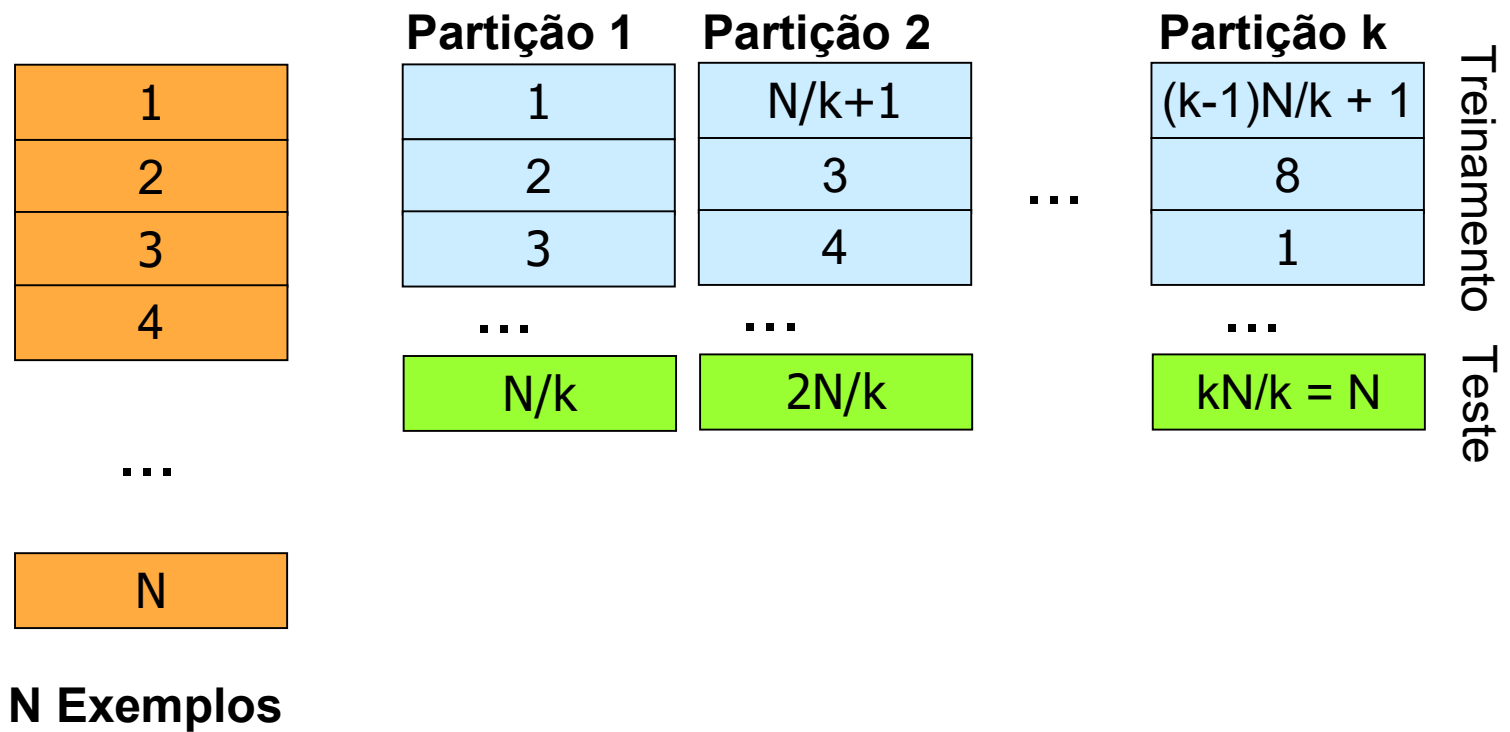 Partição 1 Partição 2 Partição k
1 1 N/k+1 (k-1)N/k + 1
2 2 3 8
3 3 4 1
...
4
... ... ...
N/k 2N/k kN/k = N
...
N
N Exemplos
Treinamento
Teste